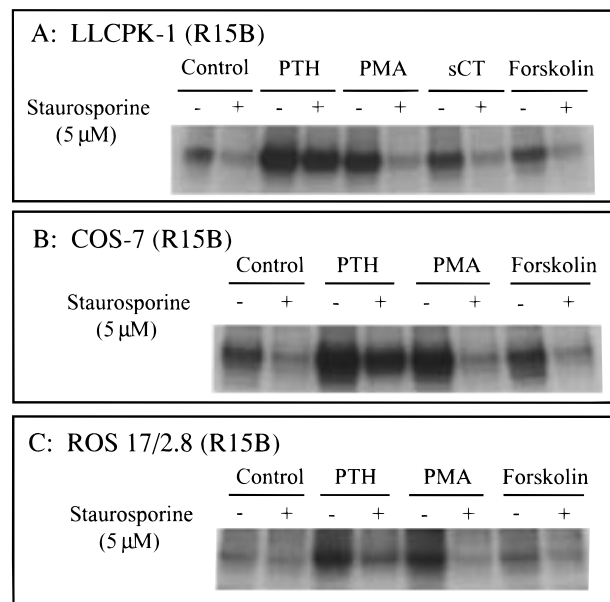 A: LLCPK-1 (R15B)
Control PTH PMA sCT Forskolin
Staurosporine - + - + - + - + - +
(5 μM)
B: COS-7 (R15B)
Control PTH PMA Forskolin
Staurosporine - + - + - + - +
(5 μM)
C: ROS 17/2.8 (R15B)
Control PTH PMA Forskolin
Staurosporine - + - + - + - +
(5 μM)